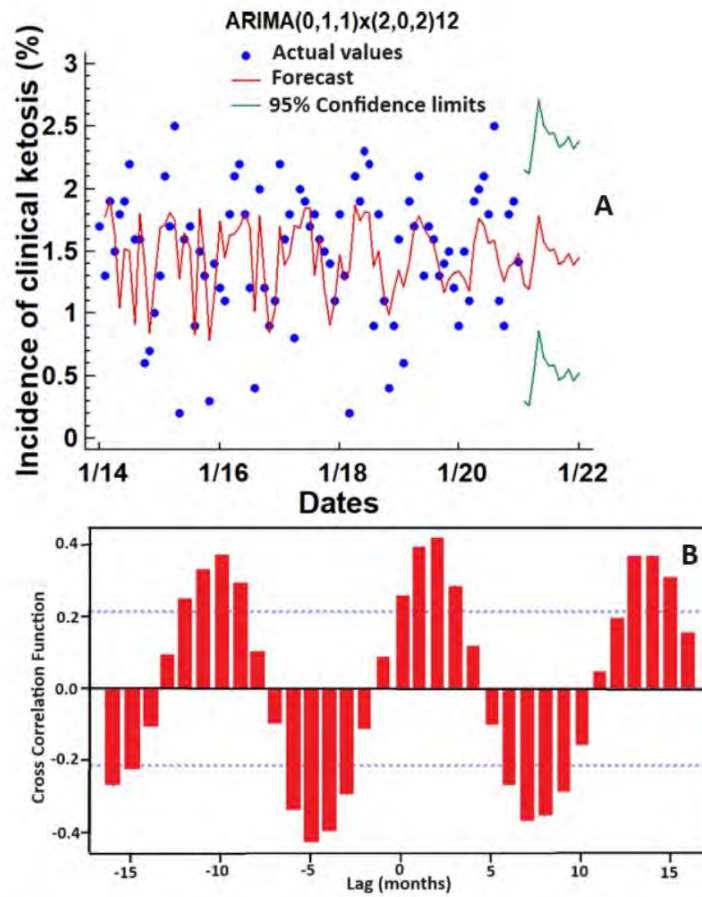 ARIMA(0,1,1)x(2,0,2)12
Actual values
Forecast
95% Confidence limits
Incidence of clinical ketosis (%)
3
2.5
2
1.5
1
0.5
0
A
1/14 1/16 1/18 1/20 1/22
Dates
B
Cross Correlation Function
0.4
0.2
0.0
-0.2
-0.4
-15 -10 -5 0 5 10 15
Lag (months)